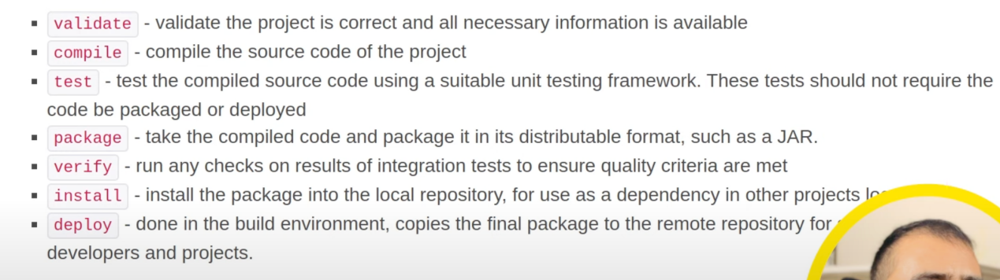 validate - validate the project is correct and all necessary information is available
compile - compile the source code of the project
test - test the compiled source code using a suitable unit testing framework. These tests should not require the
code be packaged or deployed
package - take the compiled code and package it in its distributable format, such as a JAR.
verify - run any checks on results of integration tests to ensure quality criteria are met
install - install the package into the local repository, for use as a dependency in other projects
deploy - done in the build environment, copies the final package to the remote repository for
developers and projects.